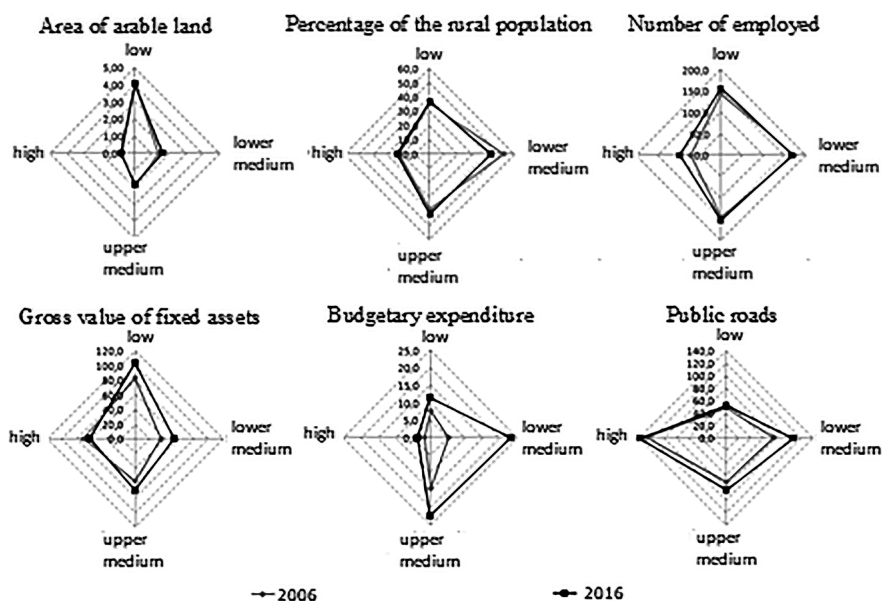 Area of arable land
low
5,00
4,00
3,00
2,00
1,00
0,00
high
lower
medium
upper
medium
Percentage of the rural population
low
60,0
50,0
40,0
30,0
20,0
10,0
0,0
high
lower
medium
upper
medium
Number of employed
low
200,0
150,0
100,0
50,0
0,0
high
lower
medium
upper
medium
Gross value of fixed assets
low
120,0
100,0
80,0
60,0
40,0
20,0
0,0
high
lower
medium
upper
medium
Budgetary expenditure
low
25,0
20,0
15,0
10,0
5,0
0,0
high
lower
medium
upper
medium
Public roads
low
140,0
120,0
100,0
80,0
60,0
40,0
20,0
0,0
high
lower
medium
upper
medium
2006
2016